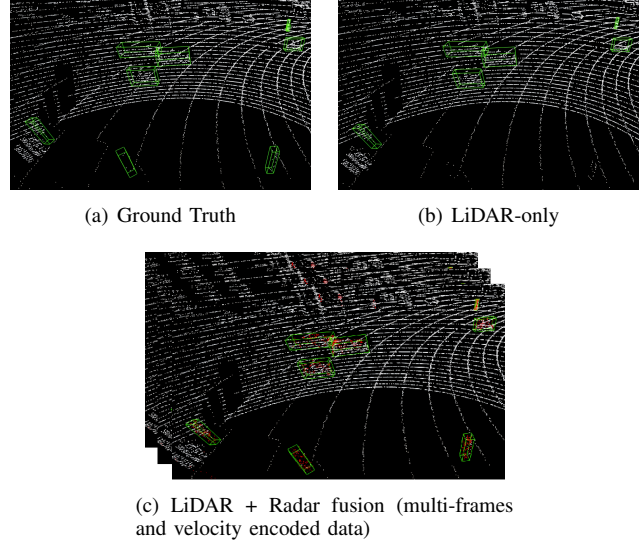 (a) Ground Truth
(b) LiDAR-only
(c) LiDAR + Radar fusion (multi-frames
and velocity encoded data)